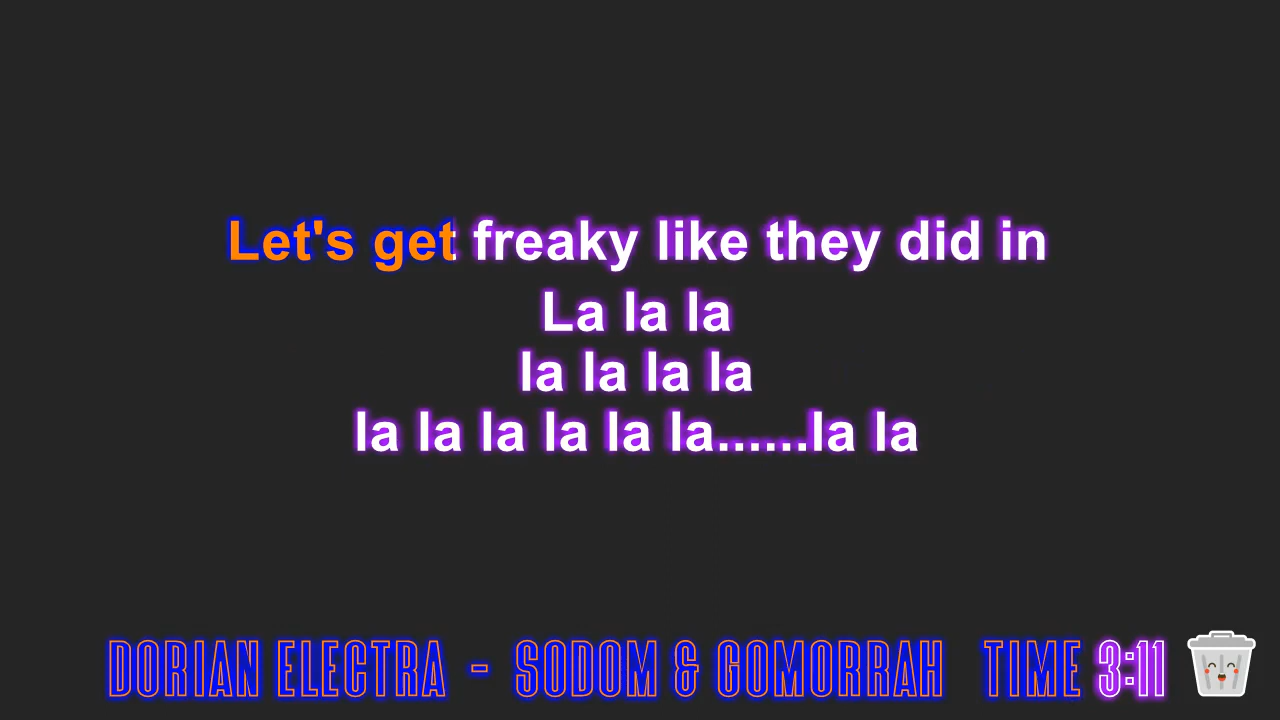 Let's get freaky like they did in
La la la
la la la la
la la la la la la......la la
DORIAN ELECTRA - SODOM & GOMORRAH TIME 3:11